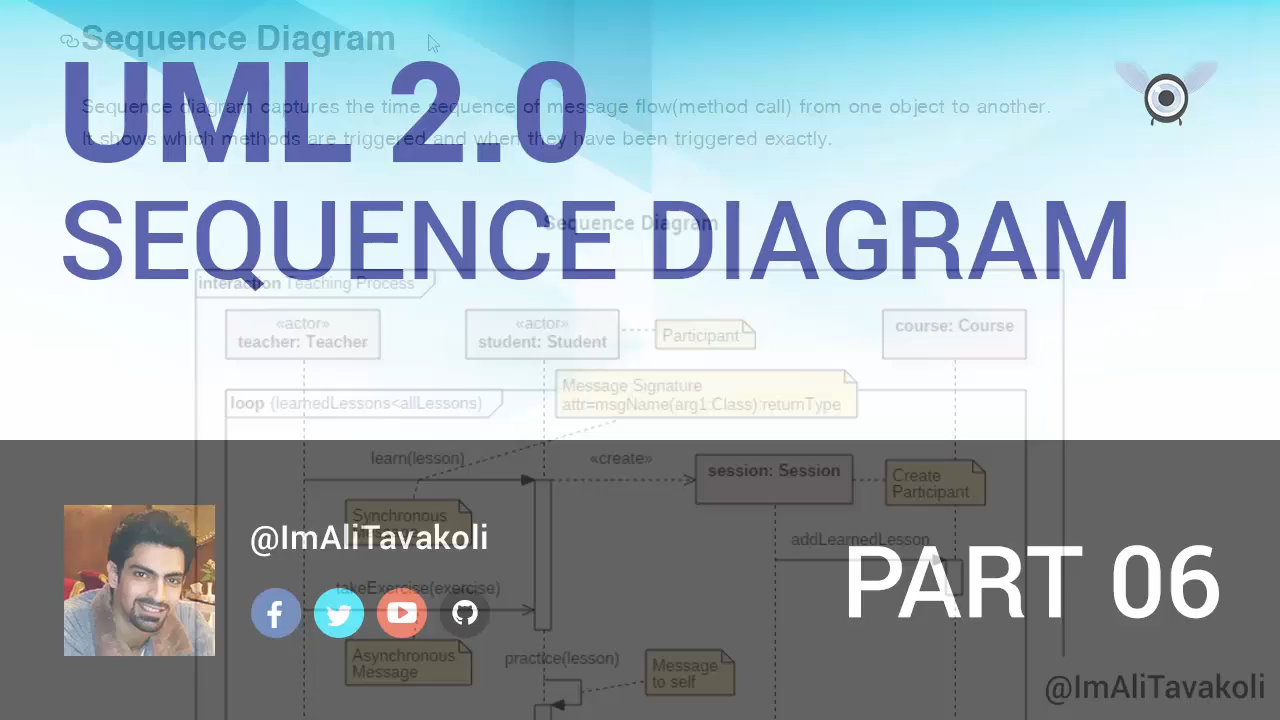 Sequence Diagram
UML 2.0
Sequence diagram captures the time sequence of message flow(method call) from one object to another.
It shows which methods are triggered and when they have been triggered exactly.
SEQUENCE DIAGRAM
Sequence Diagram
interaction Teaching Process
«actor»
teacher: Teacher
«actor»
student: Student
Participant
course: Course
loop (learnedLessons<allLessons)
Message Signature
attr=msgName(arg1:Class):returnType
learn(lesson)
«create»
session: Session
Create
Participant
Synchronous
@ImAliTavakoli
addLearnedLesson
PART 06
takeExercise(exercise)
Asynchronous
Message
practice(lesson)
Message
to self
@ImAliTavakoli